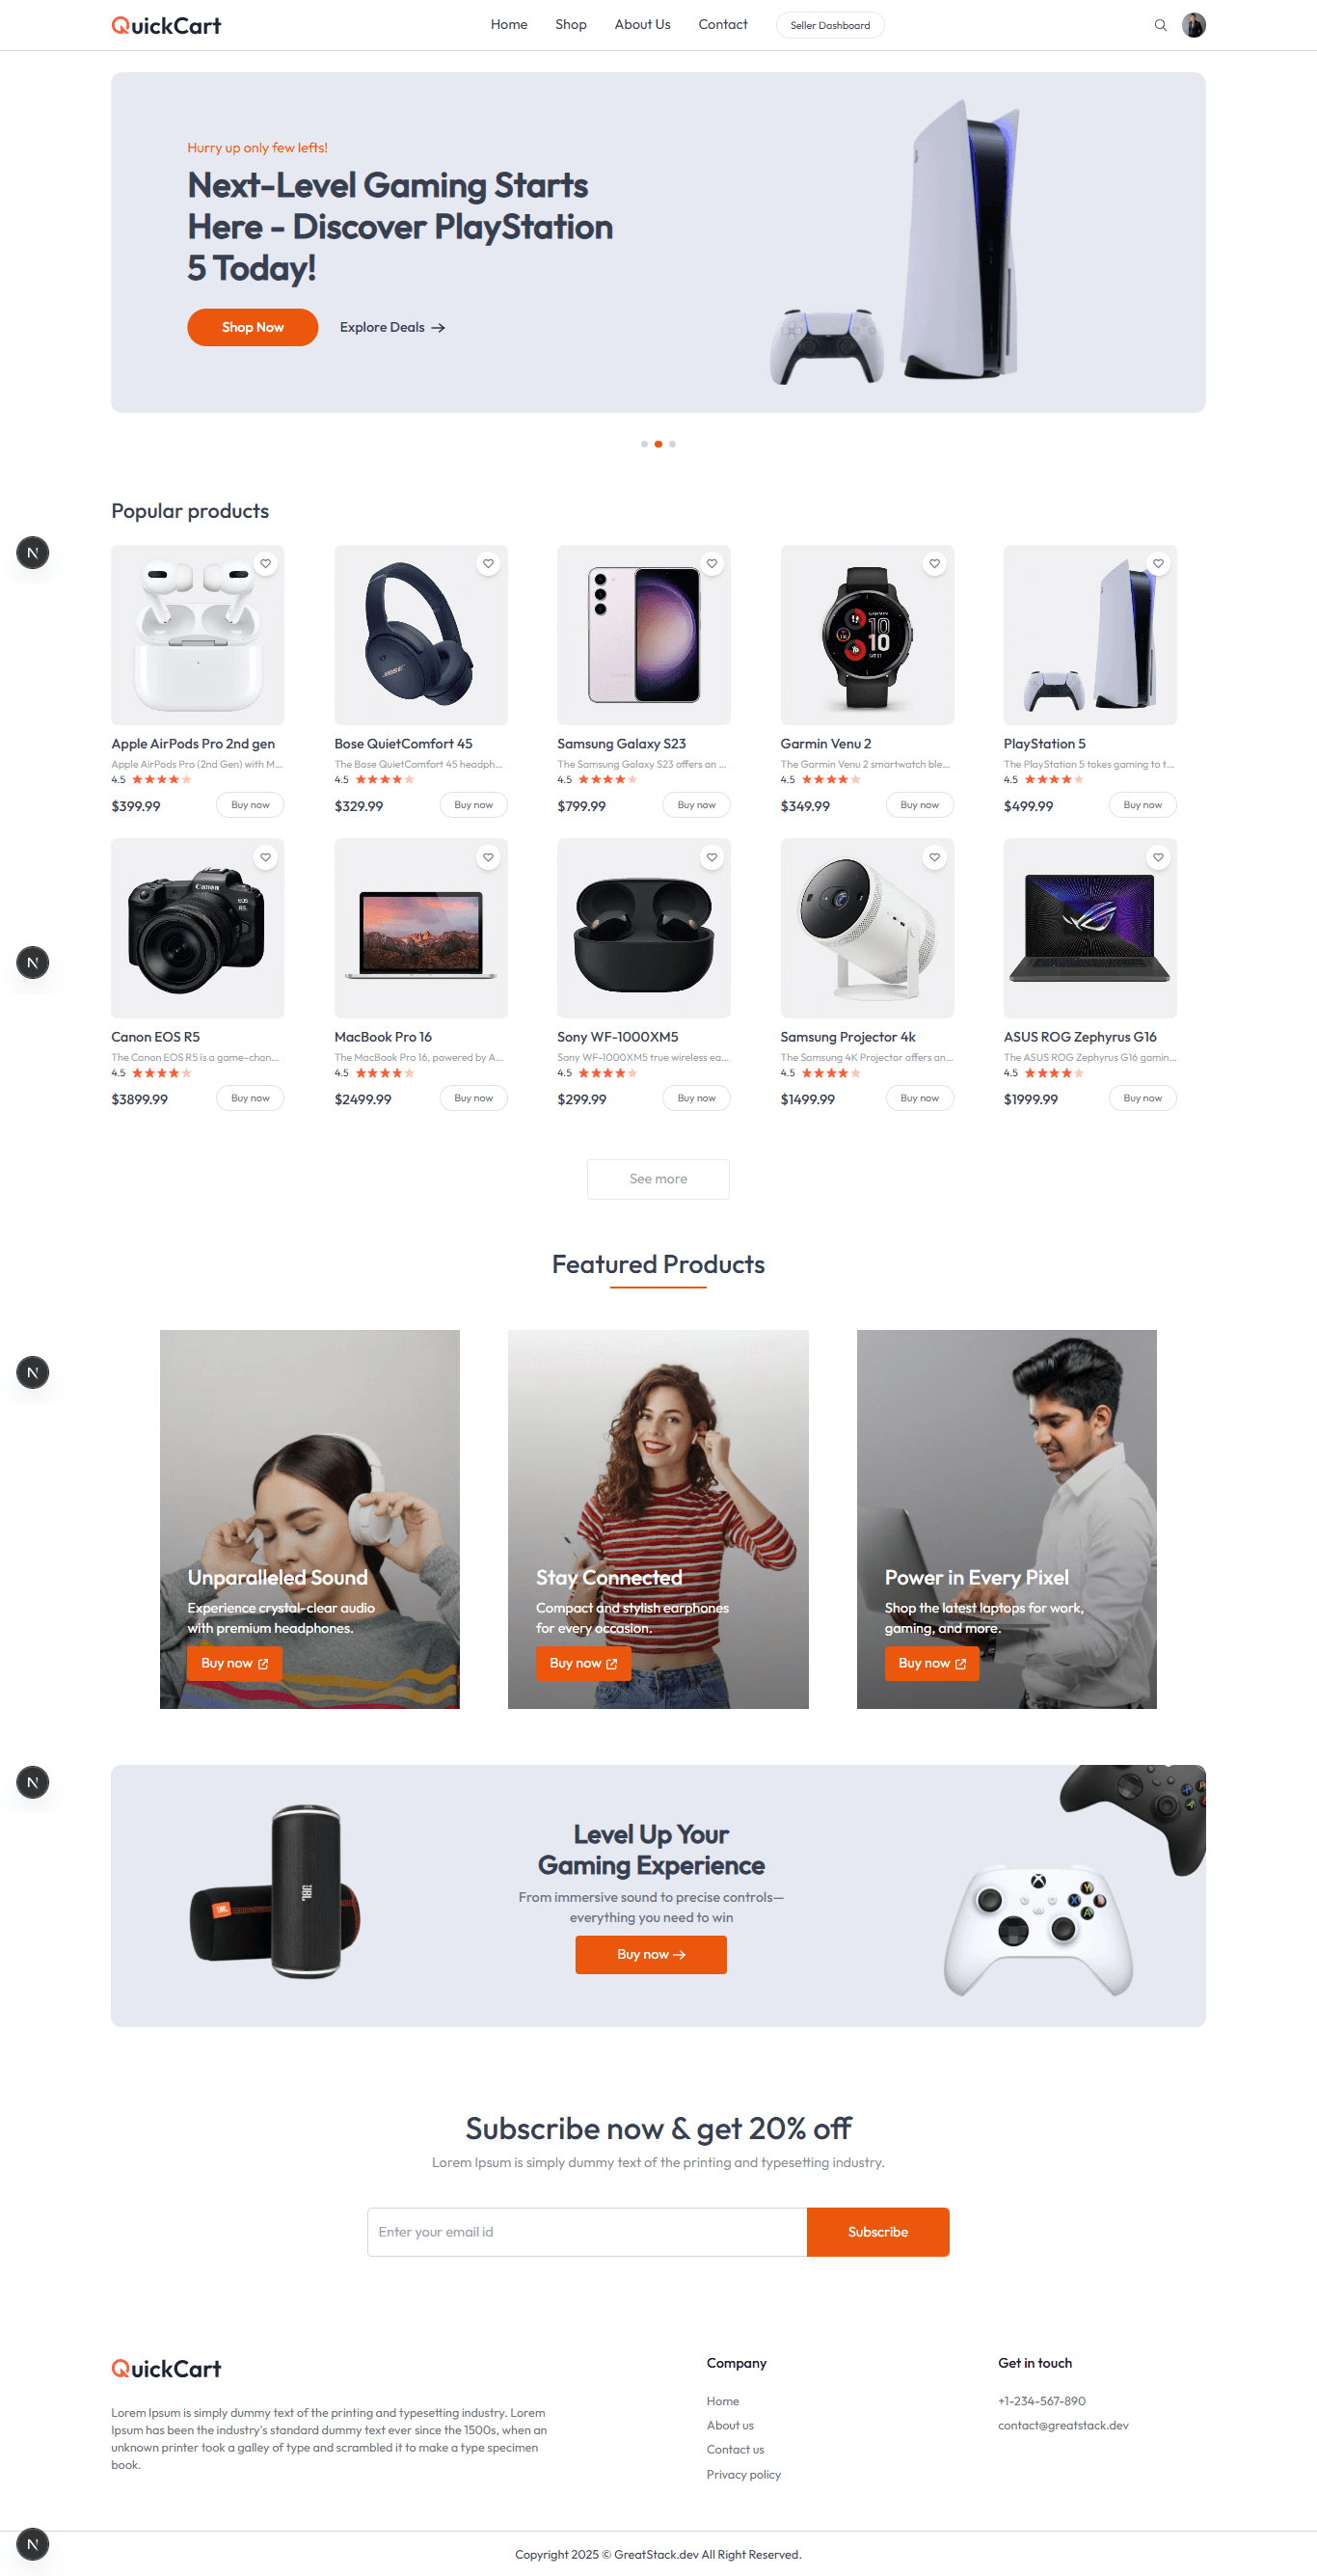 QuickCart
Home Shop About Us Contact Seller Dashboard
Hurry up only few lefts!
Next-Level Gaming Starts
Here - Discover PlayStation
5 Today!
Shop Now Explore Deals
Popular products
Apple AirPods Pro 2nd gen
Apple AirPods Pro (2nd Gen) with M...
4.5
$399.99 Buy now
BOSE
Bose QuietComfort 45
The Bose QuietComfort 45 headph...
4.5
$329.99 Buy now
Samsung Galaxy S23
The Samsung Galaxy S23 offers an ...
4.5
$799.99 Buy now
GARMIN
10
10
Garmin Venu 2
The Garmin Venu 2 smartwatch ble...
4.5
$349.99 Buy now
PlayStation 5
The PlayStation 5 takes gaming to t...
4.5
$499.99 Buy now
Canon
EOS
R5
Canon EOS R5
The Canon EOS R5 is a game-chan...
4.5
$3899.99 Buy now
MacBook Pro 16
The MacBook Pro 16, powered by A...
4.5
$2499.99 Buy now
Sony WF-1000XM5
Sony WF-1000XM5 true wireless ea...
4.5
$299.99 Buy now
Samsung Projector 4k
The Samsung 4K Projector offers an...
4.5
$1499.99 Buy now
ASUS ROG Zephyrus G16
The ASUS ROG Zephyrus G16 gamin...
4.5
$1999.99 Buy now
See more
Featured Products
Unparalleled Sound
Experience crystal-clear audio
with premium headphones.
Buy now
Stay Connected
Compact and stylish earphones
for every occasion.
Buy now
Power in Every Pixel
Shop the latest laptops for work,
gaming, and more.
Buy now
JBL
JBL
Level Up Your
Gaming Experience
From immersive sound to precise controls—
everything you need to win
Buy now
Y
X B
A
Subscribe now & get 20% off
Lorem Ipsum is simply dummy text of the printing and typesetting industry.
Enter your email id Subscribe
QuickCart
Lorem Ipsum is simply dummy text of the printing and typesetting industry. Lorem
Ipsum has been the industry's standard dummy text ever since the 1500s, when an
unknown printer took a galley of type and scrambled it to make a type specimen
book.
Company
Home
About us
Contact us
Privacy policy
Get in touch
+1-234-567-890
contact@greatstack.dev
Copyright 2025 © GreatStack.dev All Right Reserved.
N
N
N
N
N